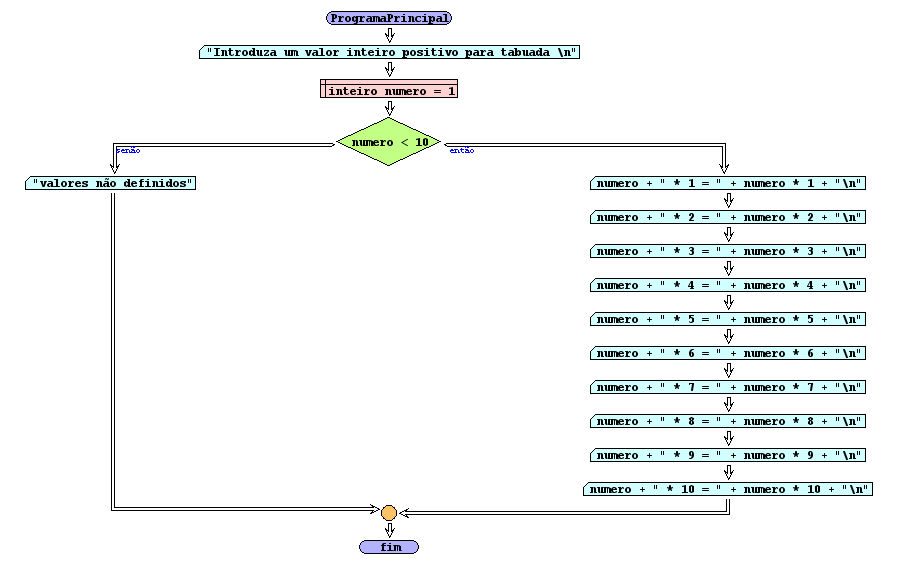 ProgramaPrincipal
"Introduza um valor inteiro positivo para tabuada \n"
inteiro numero = 1
numero < 10
senão
então
"valores não definidos"
numero + " * 1 = " + numero * 1 + "\n"
numero + " * 2 = " + numero * 2 + "\n"
numero + " * 3 = " + numero * 3 + "\n"
numero + " * 4 = " + numero * 4 + "\n"
numero + " * 5 = " + numero * 5 + "\n"
numero + " * 6 = " + numero * 6 + "\n"
numero + " * 7 = " + numero * 7 + "\n"
numero + " * 8 = " + numero * 8 + "\n"
numero + " * 9 = " + numero * 9 + "\n"
numero + " * 10 = " + numero * 10 + "\n"
fim